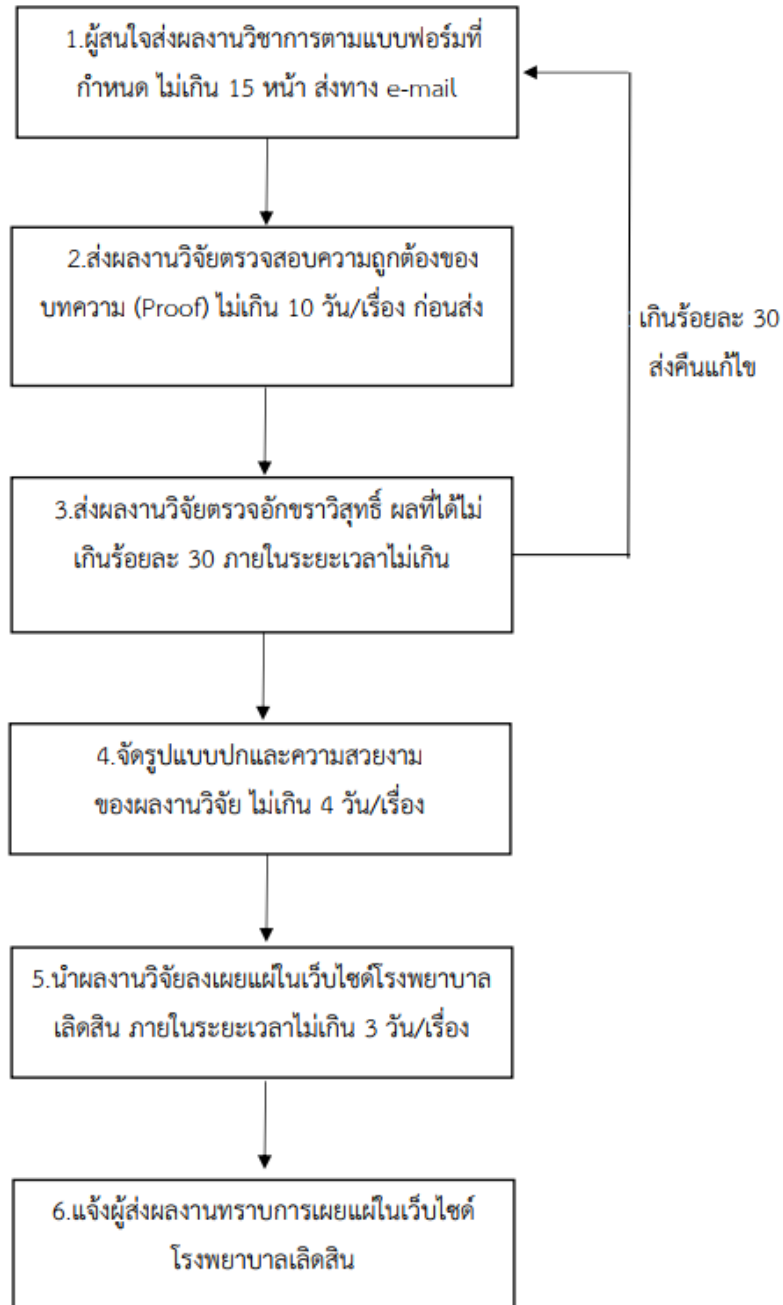 1.ผู้สนใจส่งผลงานวิชาการตามแบบฟอร์มที่
กำหนด ไม่เกิน 15 หน้า ส่งทาง e-mail
2.ส่งผลงานวิจัยตรวจสอบความถูกต้องของ
บทความ (Proof) ไม่เกิน 10 วัน/เรื่อง ก่อนส่ง
เกินร้อยละ 30
ส่งคืนแก้ไข
3.ส่งผลงานวิจัยตรวจอักขราวิสุทธิ์ ผลที่ได้ไม่
เกินร้อยละ 30 ภายในระยะเวลาไม่เกิน
4.จัดรูปแบบปกและความสวยงาม
ของผลงานวิจัย ไม่เกิน 4 วัน/เรื่อง
5.นำผลงานวิจัยลงเผยแผ่ในเว็บไซด์โรงพยาบาล
เลิดสิน ภายในระยะเวลาไม่เกิน 3 วัน/เรื่อง
6.แจ้งผู้ส่งผลงานทราบการเผยแผ่ในเว็บไซด์
โรงพยาบาลเลิดสิน